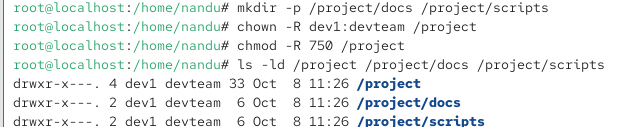 root@localhost:/home/nandu# mkdir -p /project/docs /project/scripts
root@localhost:/home/nandu# chown -R dev1:devteam /project
root@localhost:/home/nandu# chmod -R 750 /project
root@localhost:/home/nandu# ls -ld /project /project/docs /project/scripts
drwxr-x---. 4 dev1 devteam 33 Oct  8 11:26 /project
drwxr-x---. 2 dev1 devteam  6 Oct  8 11:26 /project/docs
drwxr-x---. 2 dev1 devteam  6 Oct  8 11:26 /project/scripts